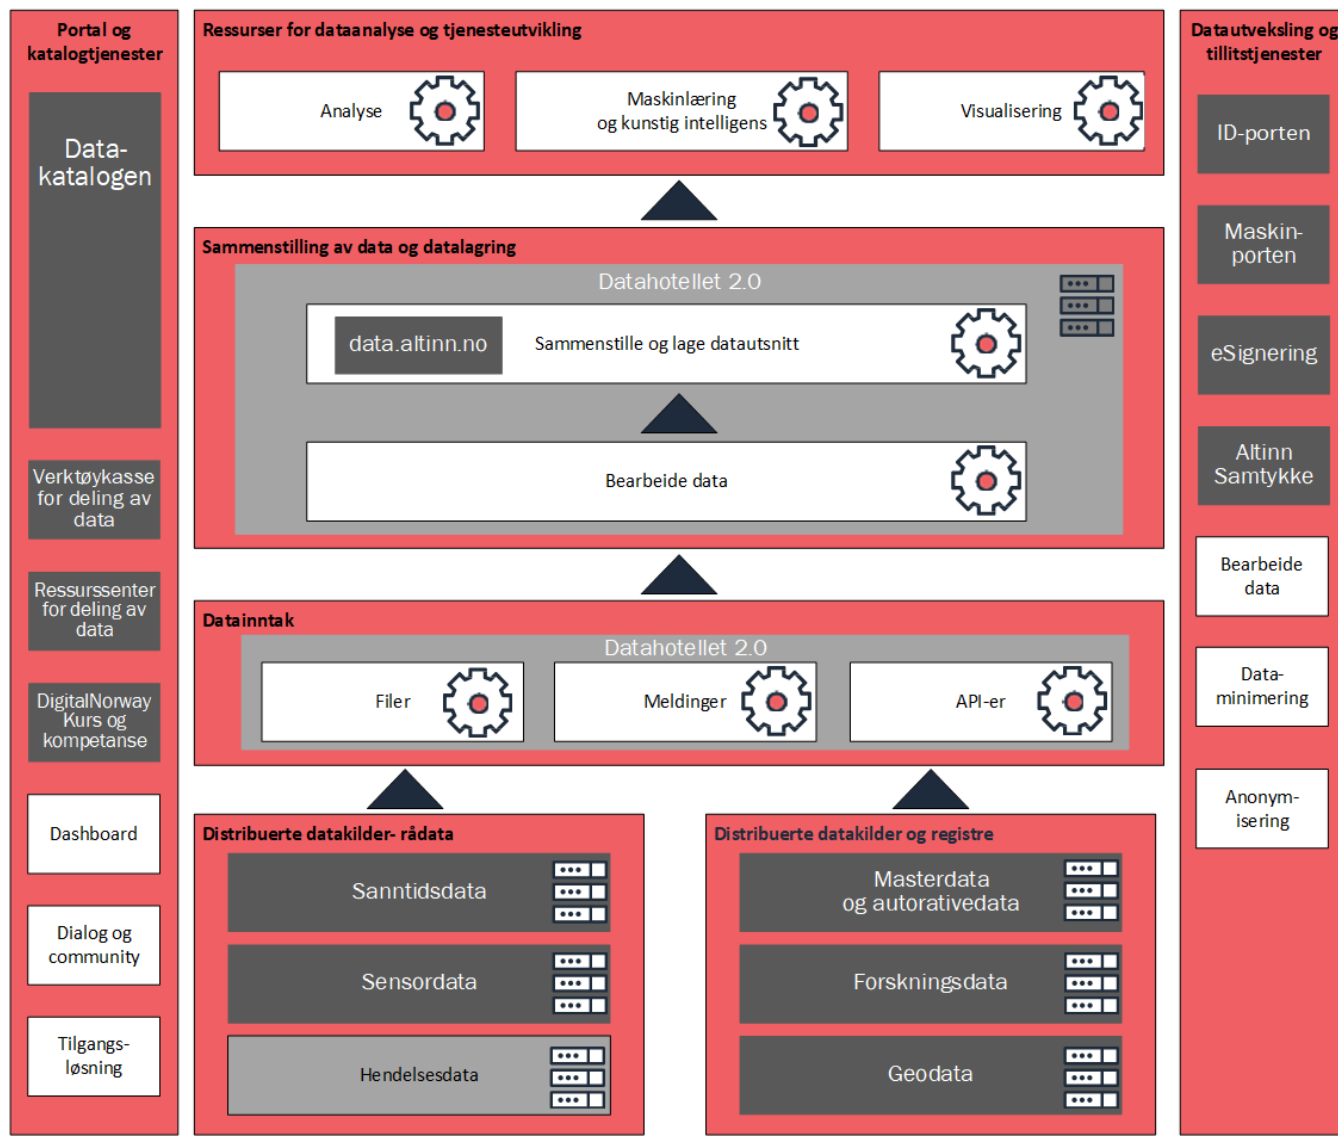 Portal og
katalogtjenester
Data-
katalogen
Verktøykasse
for deling av
data
Ressurssenter
for deling av
data
DigitalNorway
Kurs og
kompetanse
Dashboard
Dialog og
community
Tilgangs-
løsning
Ressurser for dataanalyse og tjenesteutvikling
Analyse
Maskinlæring
og kunstig intelligens
Visualisering
Sammenstilling av data og datalagring
Datahotellet 2.0
data.altinn.no
Sammenstille og lage datautsnitt
Bearbeide data
Datainntak
Datahotellet 2.0
Filer
Meldinger
API-er
Distribuerte datakilder- rådata
Sanntidsdata
Sensordata
Hendelsesdata
Distribuerte datakilder og registre
Masterdata
og autorativedata
Forskningsdata
Geodata
Datautveksling og
tillitstjenester
ID-porten
Maskin-
porten
eSignering
Altinn
Samtykke
Bearbeide
data
Data-
minimering
Anonym-
isering